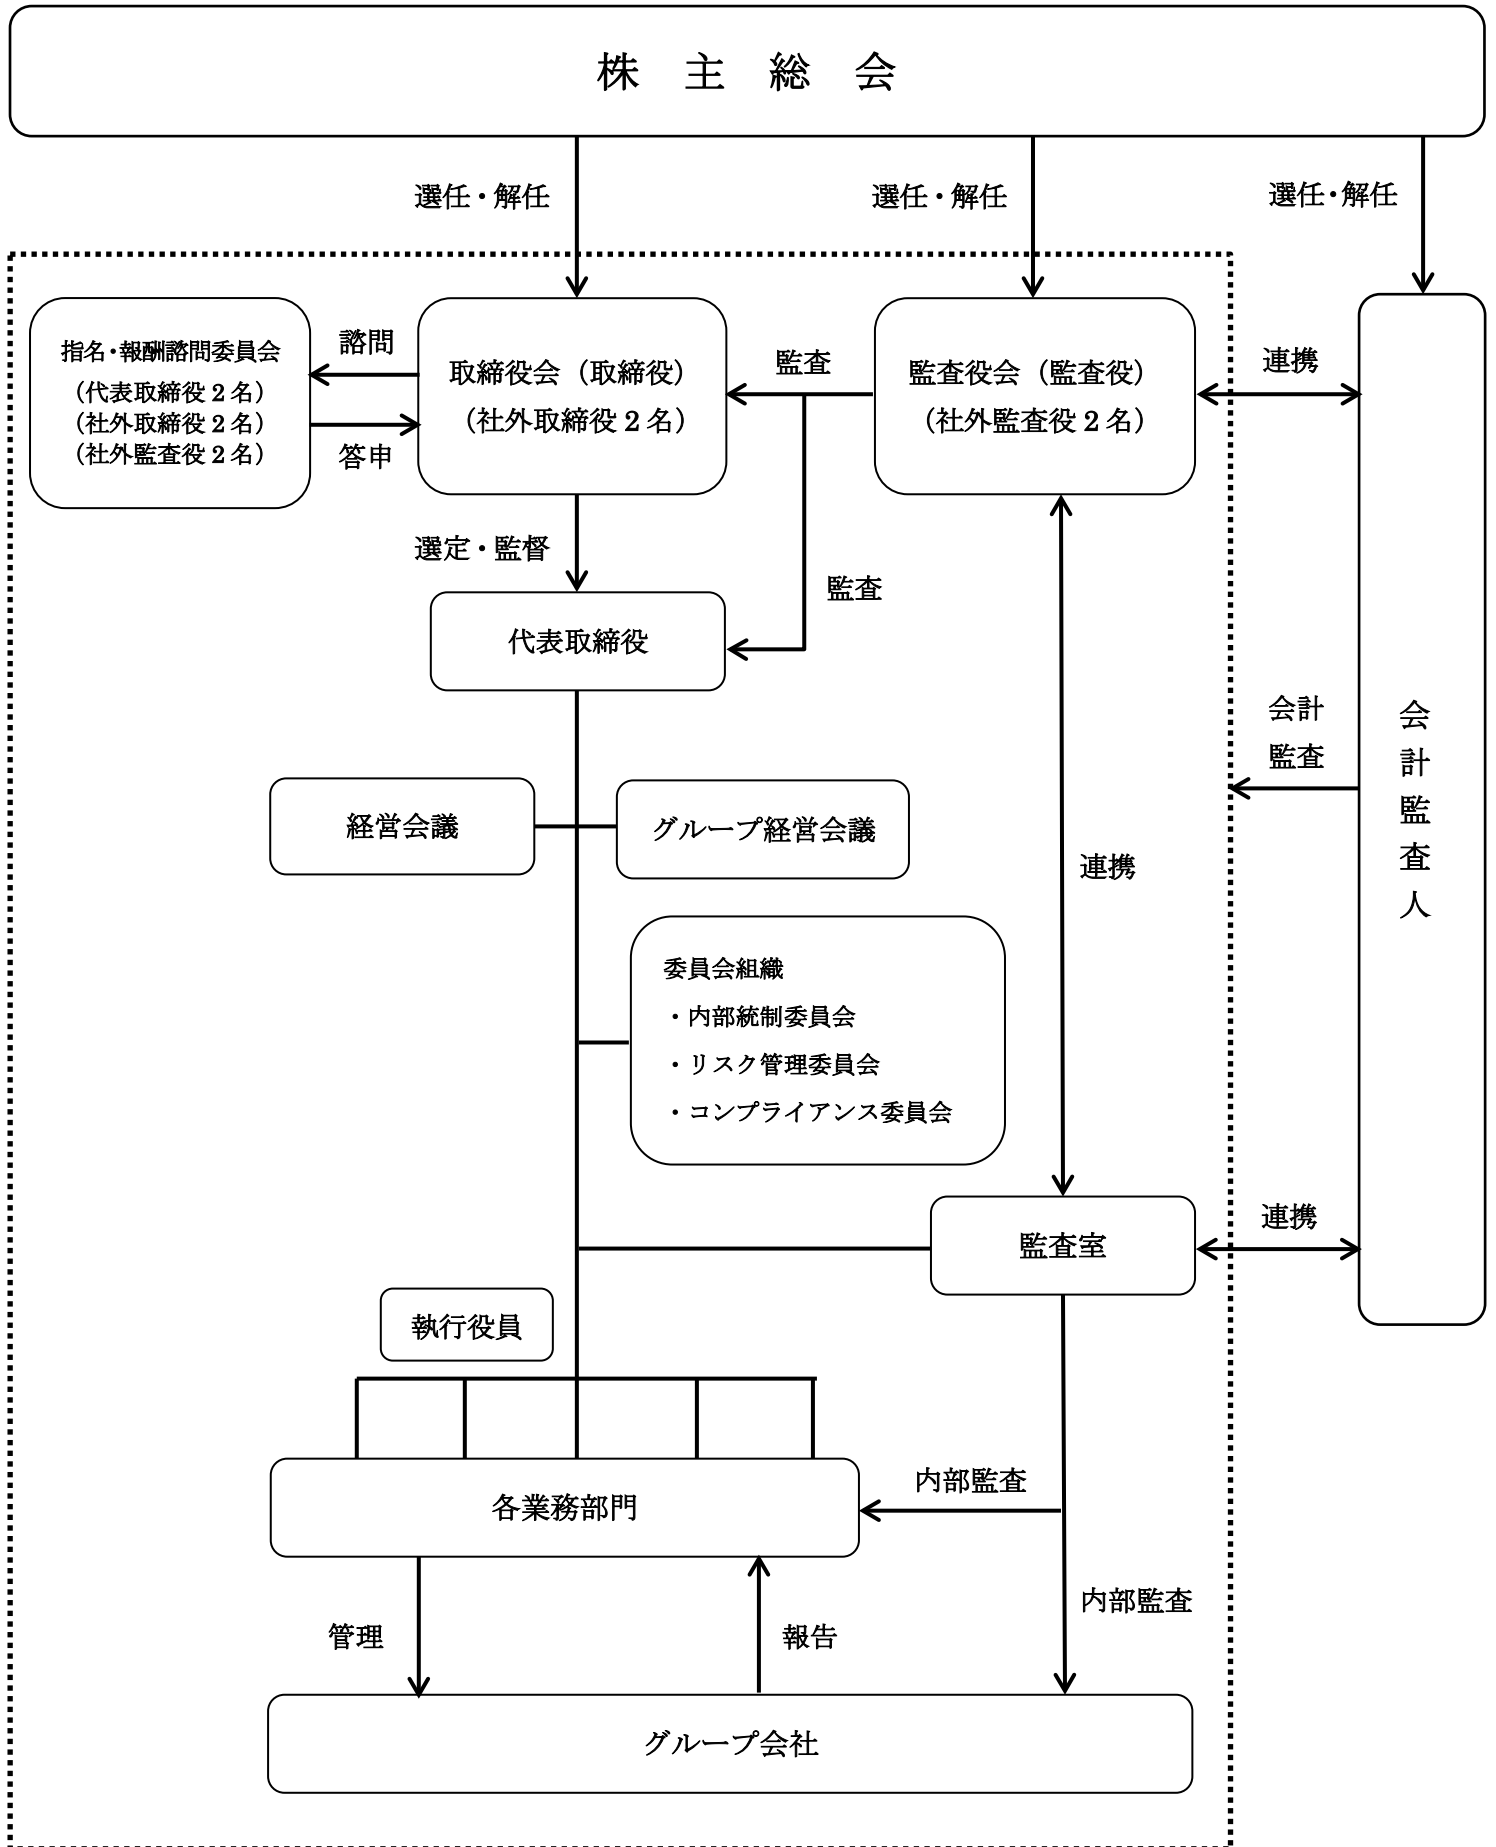 株　主　総　会
選任・解任
選任・解任
選任・解任
指名・報酬諮問委員会
（代表取締役２名）
（社外取締役２名）
（社外監査役２名）
諮問
答申
取締役会（取締役）
（社外取締役２名）
監査
監査役会（監査役）
（社外監査役２名）
連携
選定・監督
監査
代表取締役
会計
監査
会計監査人
経営会議
グループ経営会議
連携
委員会組織
・内部統制委員会
・リスク管理委員会
・コンプライアンス委員会
監査室
連携
執行役員
各業務部門
内部監査
内部監査
管理
報告
グループ会社